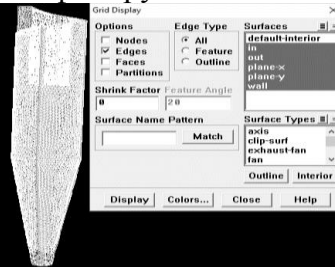 Grid Display
Options
Nodes
Edges
Faces
Partitions
Edge Type
All
Feature
Outline
Shrink Factor
0
Feature Angle
20
Surface Name Pattern
Match
Surfaces
default-interior
in
out
plane-x
plane-y
wall
Surface Types
axis
clip-surf
exhaust-fan
fan
Outline
Interior
Display
Colors...
Close
Help